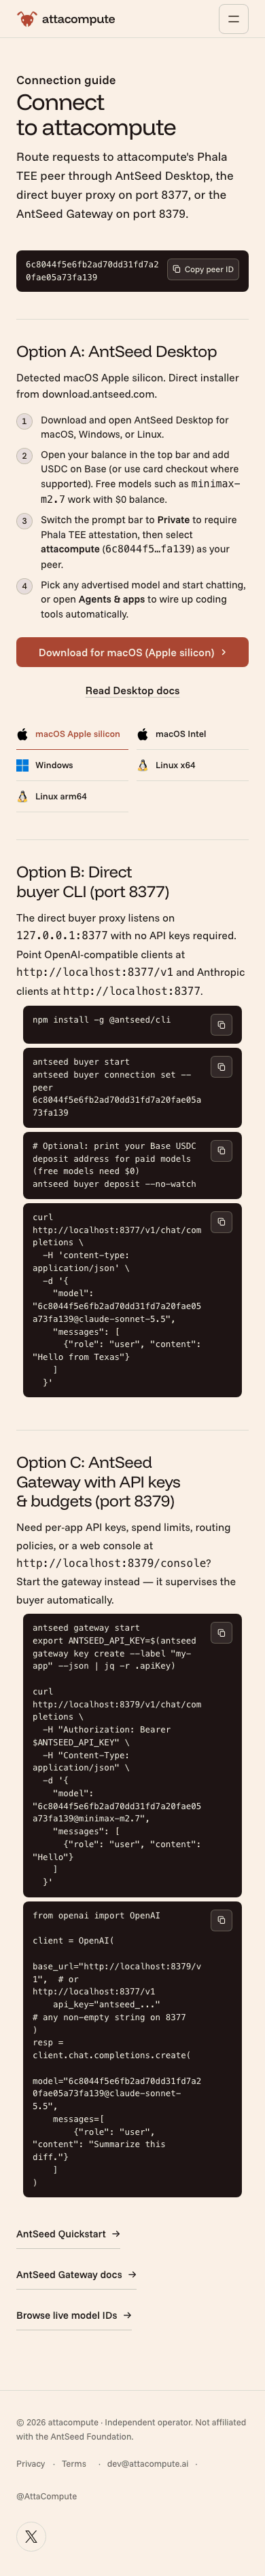 attacompute
Connection guide
Connect
to attacompute
Route requests to attacompute's Phala
TEE peer through AntSeed Desktop, the
direct buyer proxy on port 8377, or the
AntSeed Gateway on port 8379.
6c8044f5e6fb2ad70dd31fd7a2
0fae05a73fa139
Copy peer ID
Option A: AntSeed Desktop
Detected macOS Apple silicon. Direct installer
from download.antseed.com.
1 Download and open AntSeed Desktop for
macOS, Windows, or Linux.
2 Open your balance in the top bar and add
USDC on Base (or use card checkout where
supported). Free models such as minimax-
m2.7 work with $0 balance.
3 Switch the prompt bar to Private to require
Phala TEE attestation, then select
attacompute (6c8044f5…fa139) as your
peer.
4 Pick any advertised model and start chatting,
or open Agents & apps to wire up coding
tools automatically.
Download for macOS (Apple silicon)
Read Desktop docs
macOS Apple silicon
macOS Intel
Windows
Linux x64
Linux arm64
Option B: Direct
buyer CLI (port 8377)
The direct buyer proxy listens on
127.0.0.1:8377 with no API keys required.
Point OpenAI-compatible clients at
http://localhost:8377/v1 and Anthropic
clients at http://localhost:8377.
npm install -g @antseed/cli
antseed buyer start
antseed buyer connection set --
peer
6c8044f5e6fb2ad70dd31fd7a20fae05a
73fa139
# Optional: print your Base USDC
deposit address for paid models
(free models need $0)
antseed buyer deposit --no-watch
curl
http://localhost:8377/v1/chat/com
pletions \
-H 'content-type:
application/json' \
-d '{
"model":
"6c8044f5e6fb2ad70dd31fd7a20fae05
a73fa139@claude-sonnet-5.5",
"messages": [
{"role": "user", "content":
"Hello from Texas"}
]
}'
Option C: AntSeed
Gateway with API keys
& budgets (port 8379)
Need per-app API keys, spend limits, routing
policies, or a web console at
http://localhost:8379/console?
Start the gateway instead — it supervises the
buyer automatically.
antseed gateway start
export ANTSEED_API_KEY=$(antseed
gateway key create --label "my-
app" --json | jq -r .apiKey)
curl
http://localhost:8379/v1/chat/com
pletions \
-H "Authorization: Bearer
$ANTSEED_API_KEY" \
-H "Content-Type:
application/json" \
-d '{
"model":
"6c8044f5e6fb2ad70dd31fd7a20fae05
a73fa139@minimax-m2.7",
"messages": [
{"role": "user", "content":
"Hello"}
]
}'
from openai import OpenAI
client = OpenAI(
base_url="http://localhost:8379/v
1",  # or
http://localhost:8377/v1
api_key="antseed_..."
# any non-empty string on 8377
)
resp =
client.chat.completions.create(
model="6c8044f5e6fb2ad70dd31fd7a2
0fae05a73fa139@claude-sonnet-
5.5",
messages=[
{"role": "user",
"content": "Summarize this
diff."}
]
)
AntSeed Quickstart →
AntSeed Gateway docs →
Browse live model IDs →
© 2026 attacompute · Independent operator. Not affiliated
with the AntSeed Foundation.
Privacy · Terms · dev@attacompute.ai ·
@AttaCompute